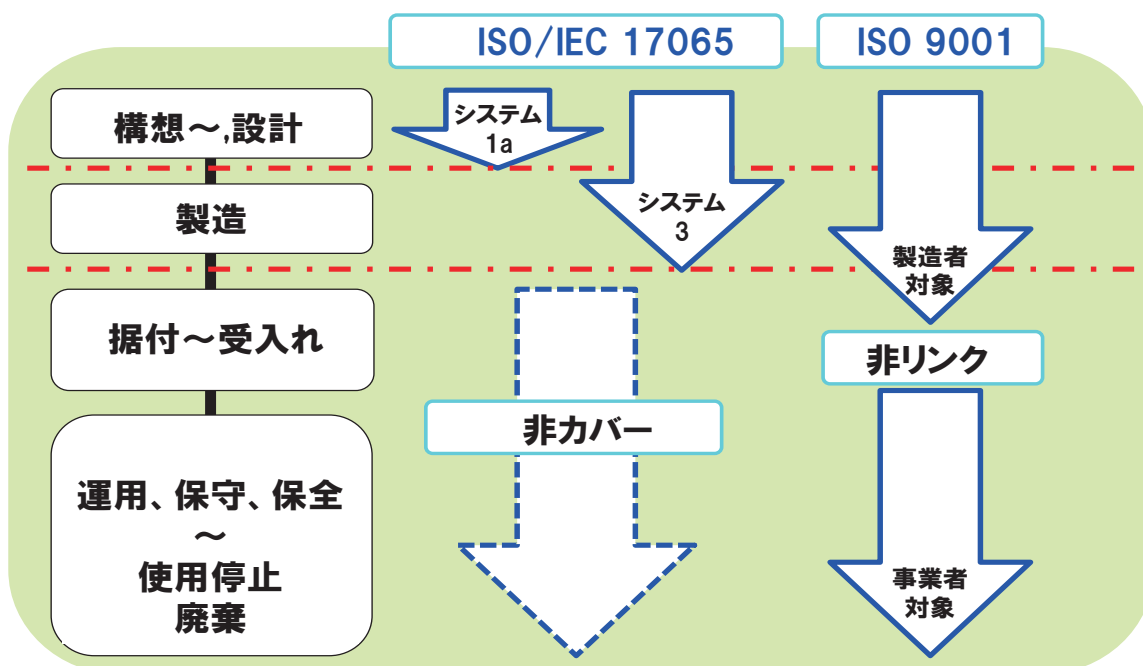 ISO/IEC 17065
ISO 9001
構想～,設計
システム
1a
製造
システム
3
製造者
対象
据付～受入れ
非リンク
非カバー
運用、保守、保全
～
使用停止
廃棄
事業者
対象